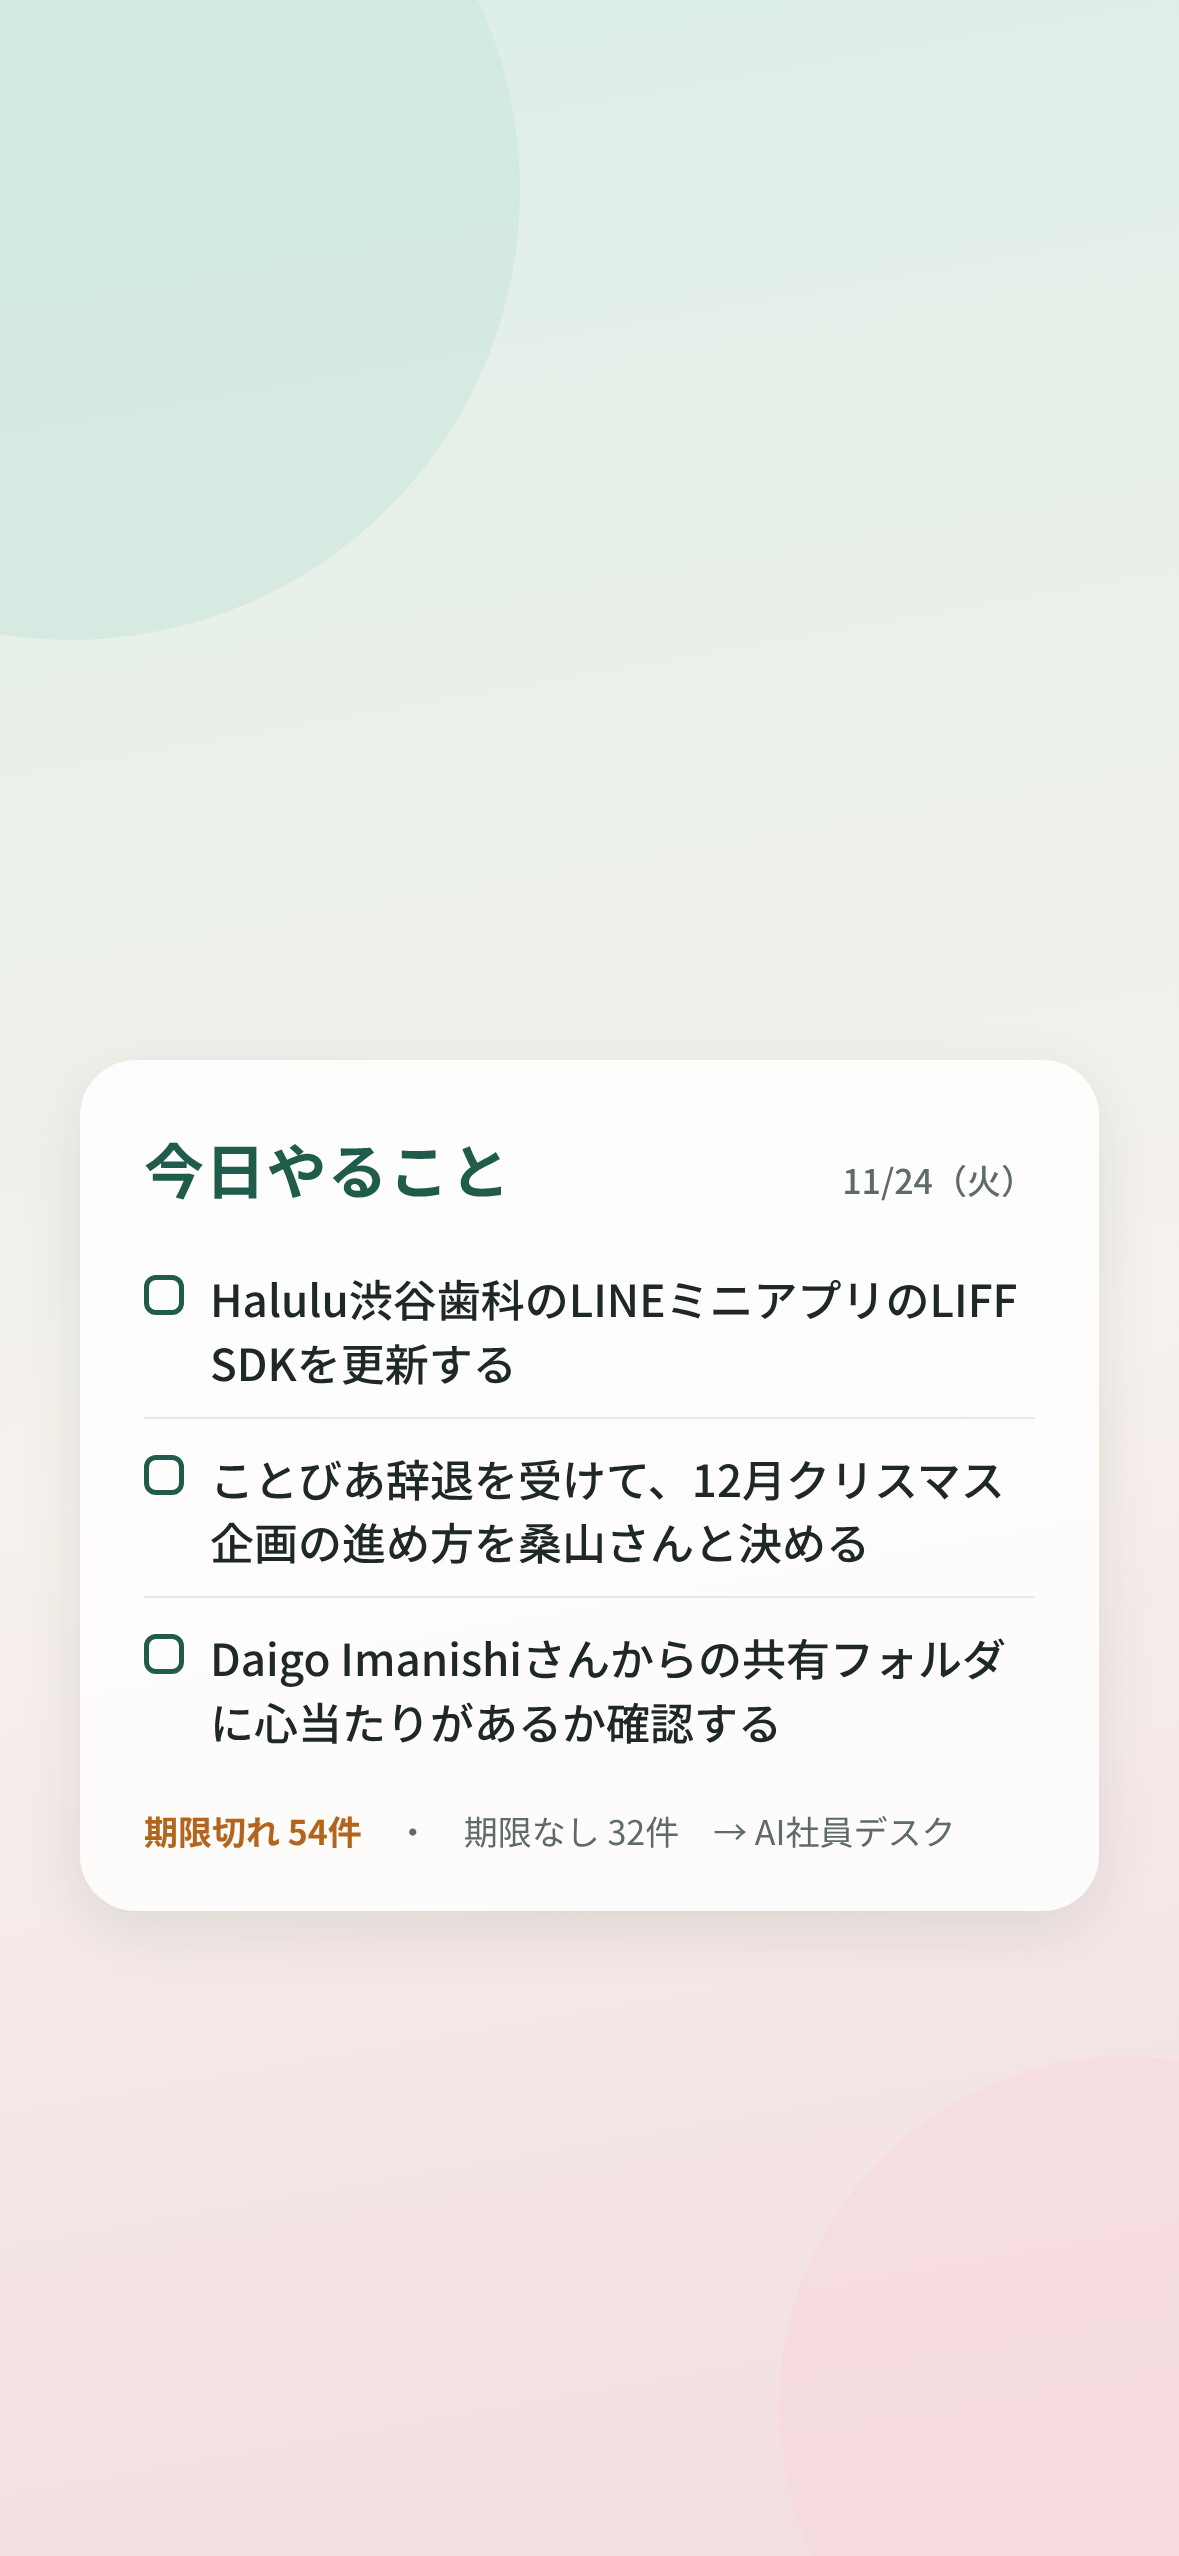 今日やること
11/24（火）
Halulu渋谷歯科のLINEミニアプリのLIFF
SDKを更新する
ことびあ辞退を受けて、12月クリスマス
企画の進め方を桑山さんと決める
Daigo Imanishiさんからの共有フォルダ
に心当たりがあるか確認する
期限切れ 54件　・　期限なし 32件　→ AI社員デスク